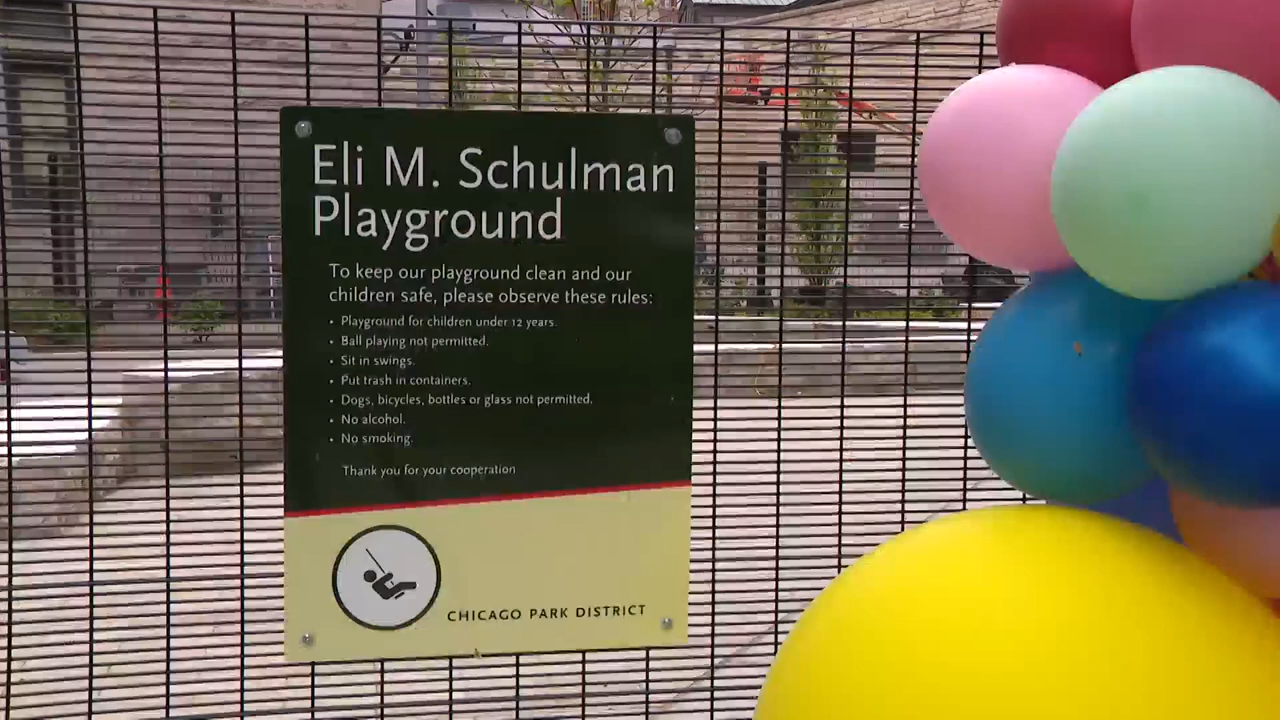 Eli M. Schulman
Playground
To keep our playground clean and our
children safe, please observe these rules:
• Playground for children under 12 years.
• Ball playing not permitted.
• Sit in swings.
• Put trash in containers.
• Dogs, bicycles, bottles or glass not permitted.
• No alcohol.
• No smoking.
Thank you for your cooperation
CHICAGO PARK DISTRICT